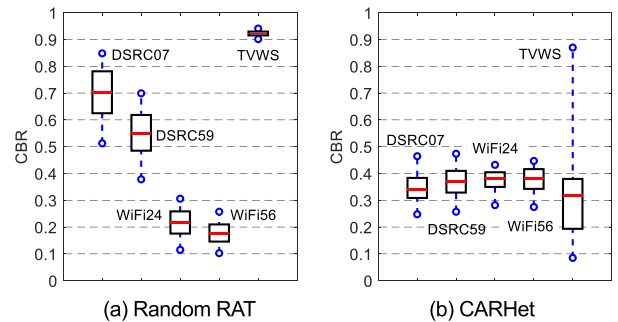 1
0.9
0.8
0.7
0.6
0.5
0.4
0.3
0.2
0.1
0
CBR
DSRC07
TVWS
DSRC59
WiFi24
WiFi56
(a) Random RAT
1
0.9
0.8
0.7
0.6
0.5
0.4
0.3
0.2
0.1
0
CBR
TVWS
DSRC07
WiFi24
DSRC59
WiFi56
(b) CARHet